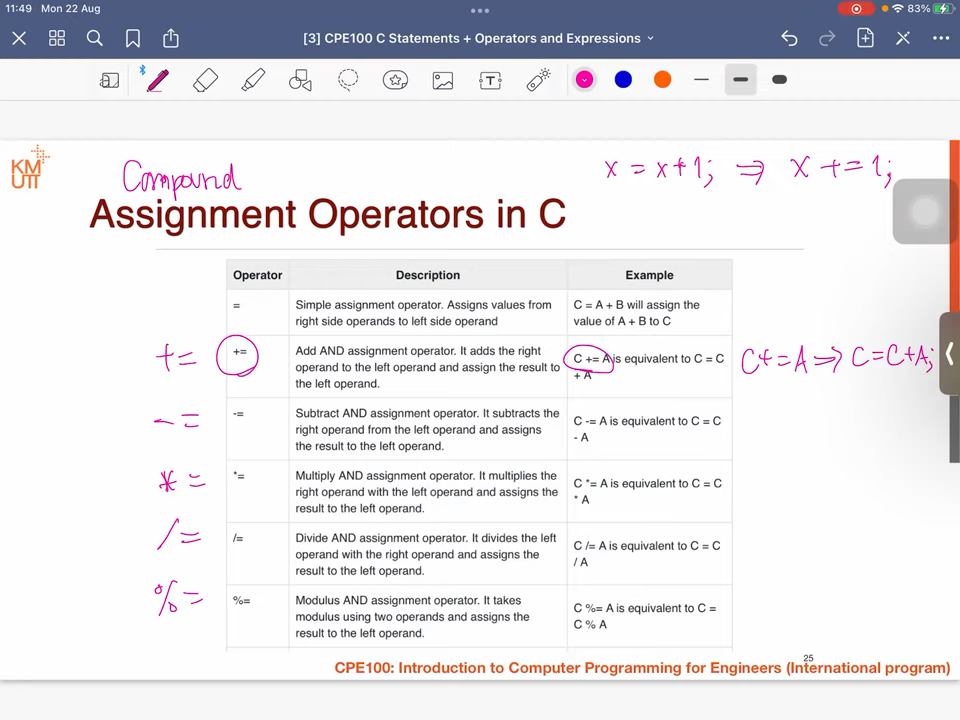 11:49 Mon 22 Aug
83%
[3] CPE100 C Statements + Operators and Expressions
T
KM
UTT
Compound
x = x+1; ⇒ x += 1;
Assignment Operators in C
Operator Description Example
= Simple assignment operator. Assigns values from
right side operands to left side operand
C = A + B will assign the
value of A + B to C
+=
+= Add AND assignment operator. It adds the right
operand to the left operand and assign the result to
the left operand.
C += A is equivalent to C = C
+ A
C += A ⇒ C = C+A;
-=
-= Subtract AND assignment operator. It subtracts the
right operand from the left operand and assigns
the result to the left operand.
C -= A is equivalent to C = C
- A
*=
*= Multiply AND assignment operator. It multiplies the
right operand with the left operand and assigns the
result to the left operand.
C *= A is equivalent to C = C
* A
/=
/= Divide AND assignment operator. It divides the left
operand with the right operand and assigns the
result to the left operand.
C /= A is equivalent to C = C
/ A
%=
%= Modulus AND assignment operator. It takes
modulus using two operands and assigns the
result to the left operand.
C %= A is equivalent to C =
C % A
25
CPE100: Introduction to Computer Programming for Engineers (International program)